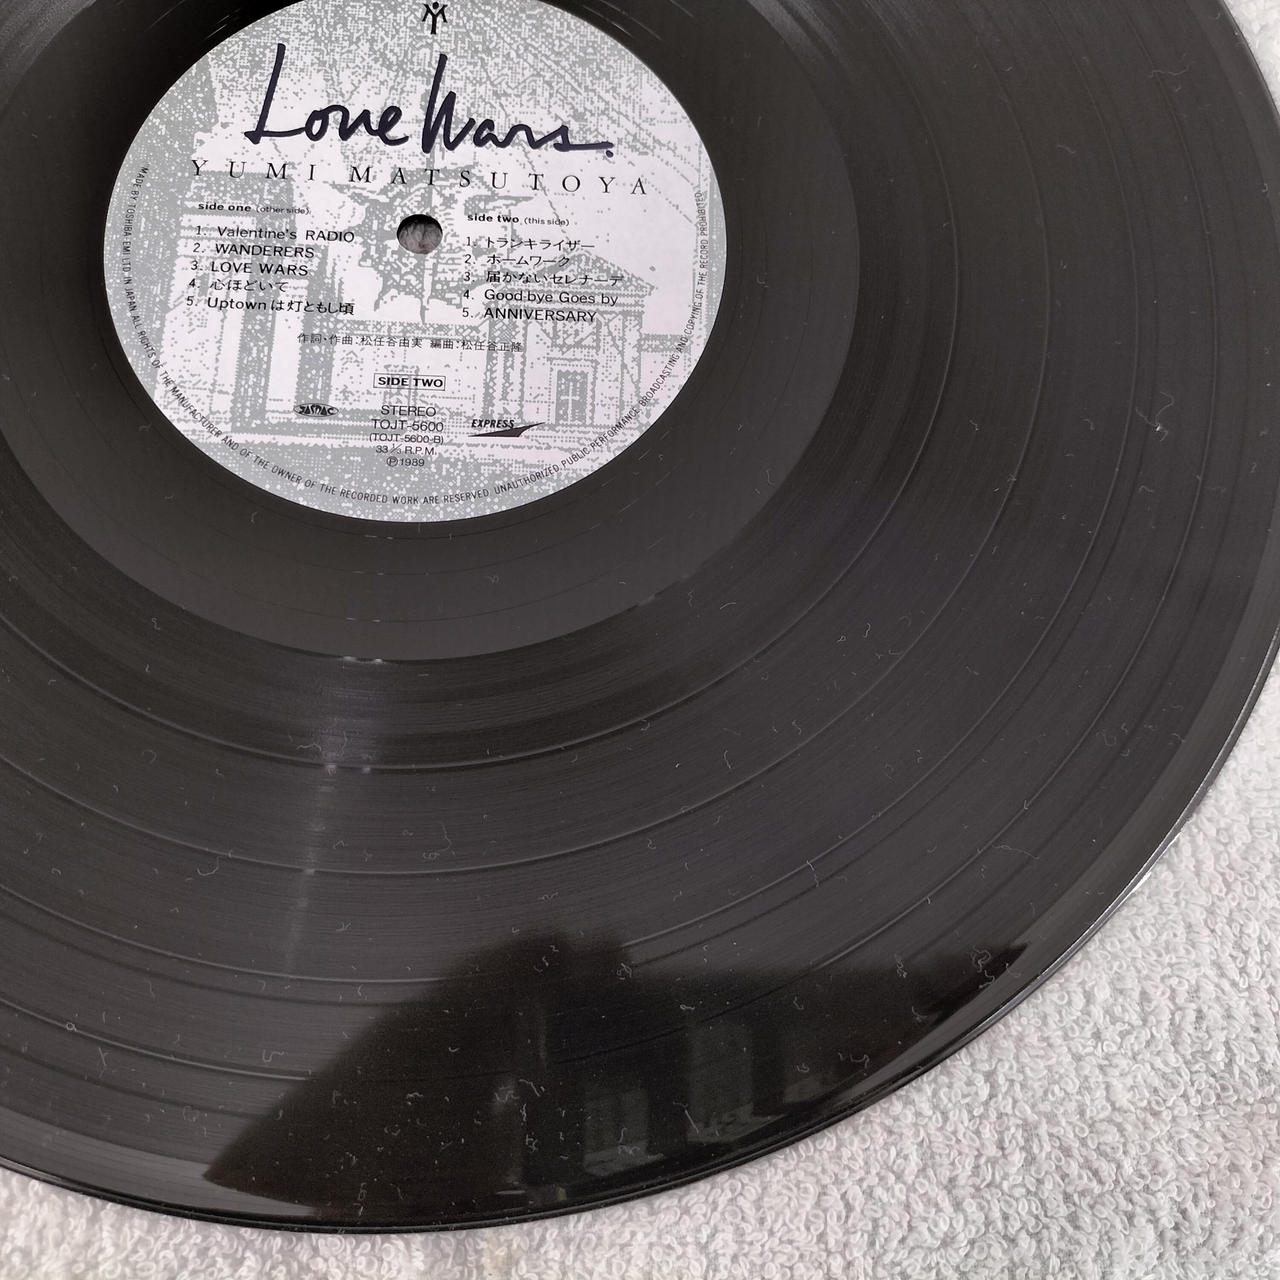 Love Wars.
YUMI MATSUTOYA
side one (other side)
1. Valentine's RADIO
2. WANDERERS
3. LOVE WARS
4. 心ほどいて
5. Uptownは灯ともし頃
side two (this side)
1. トランキライザー
2. ホームワーク
3. 届かないセレナーデ
4. Good-bye Goes by
5. ANNIVERSARY
作詞・作曲:松任谷由実 編曲:松任谷正隆
SIDE TWO
JASRAC
STEREO
TOJT-5600
(TOJT-5600-B)
33 1/3 R.P.M.
Ⓟ1989
EXPRESS
MADE BY TOSHIBA-EMI LTD. IN JAPAN. ALL RIGHTS OF THE MANUFACTURER AND OF THE OWNER OF THE RECORDED WORK ARE RESERVED. UNAUTHORIZED PUBLIC PERFORMANCE BROADCASTING AND COPYING OF THE RECORD PROHIBITED